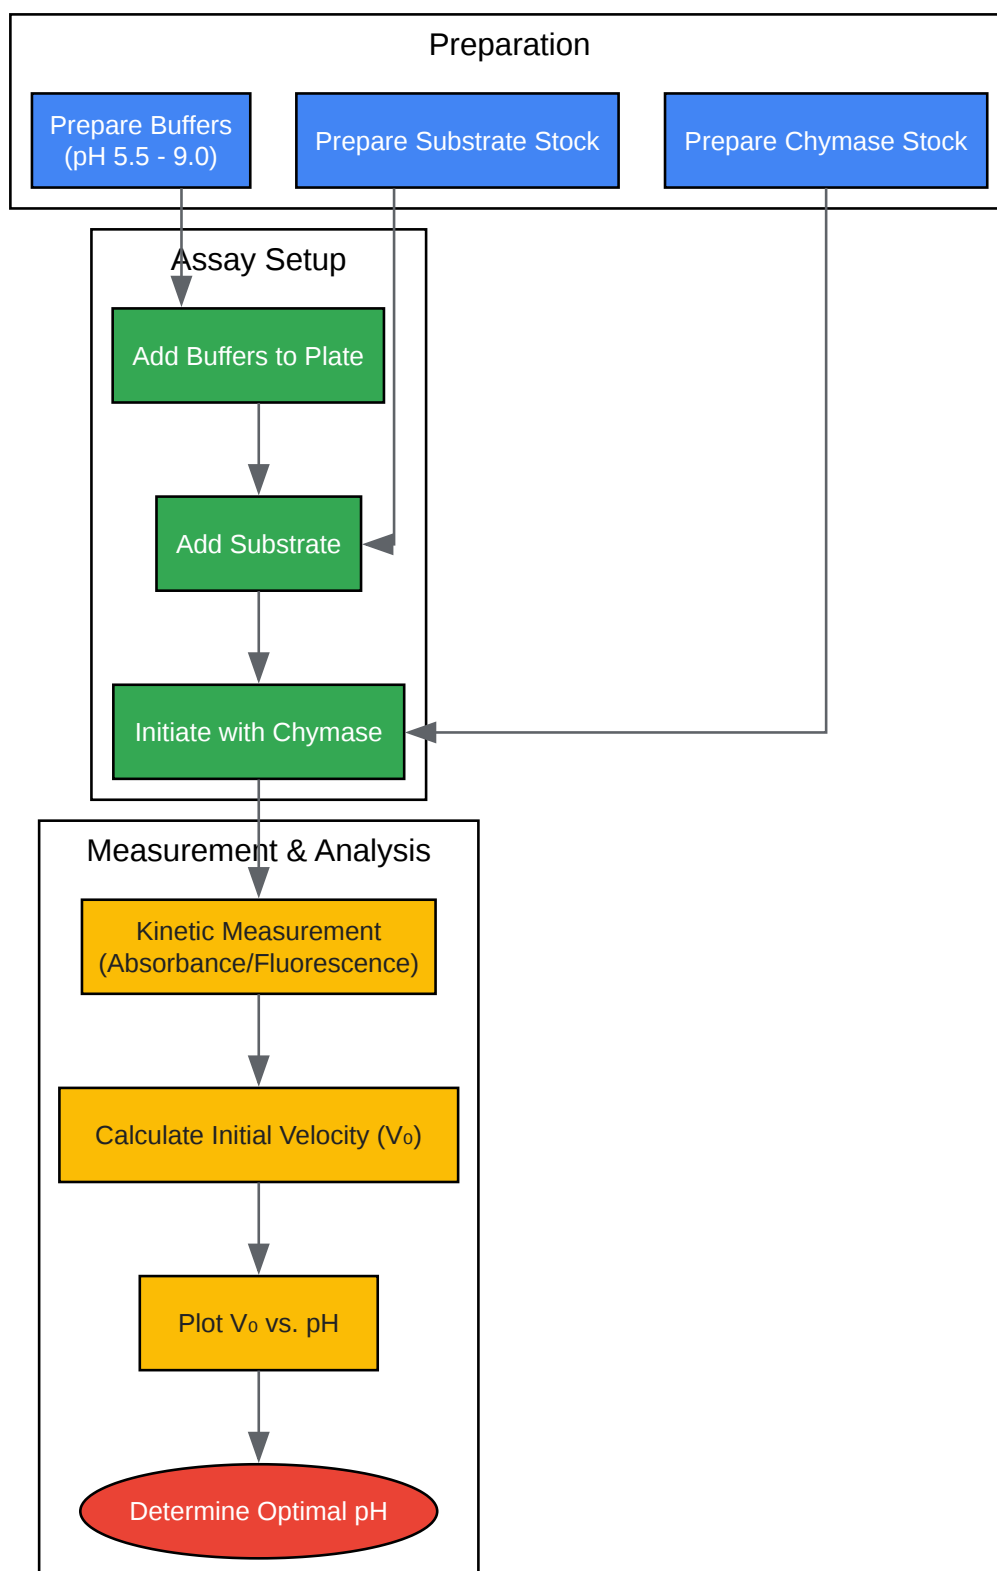 Preparation
Prepare Buffers
(pH 5.5 - 9.0)
Prepare Substrate Stock
Prepare Chymase Stock
Assay Setup
Add Buffers to Plate
Add Substrate
Initiate with Chymase
Measurement & Analysis
Kinetic Measurement
(Absorbance/Fluorescence)
Calculate Initial Velocity (V₀)
Plot V₀ vs. pH
Determine Optimal pH